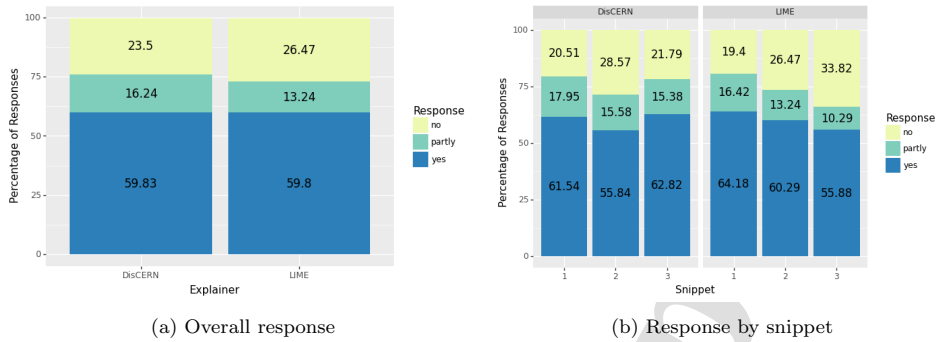 100
75
50
25
0
Percentage of Responses
23.5
26.47
16.24
13.24
59.83
59.8
DisCERN
LIME
Explainer
Response
no
partly
yes
(a) Overall response
DisCERN
LIME
100
75
50
25
0
Percentage of Responses
20.51
28.57
21.79
19.4
26.47
33.82
17.95
15.58
15.38
16.42
13.24
10.29
61.54
55.84
62.82
64.18
60.29
55.88
1
2
3
1
2
3
Snippet
Response
no
partly
yes
(b) Response by snippet